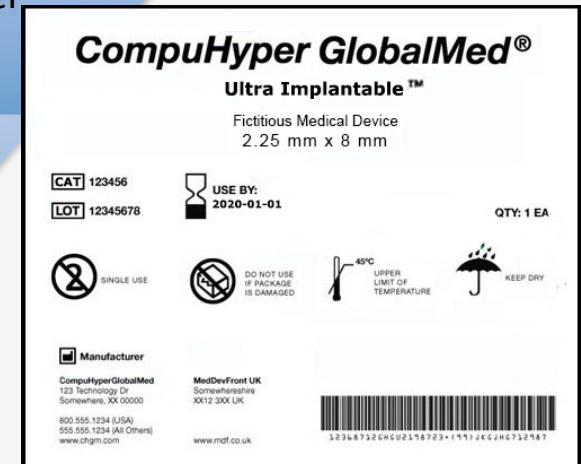 CompuHyper GlobalMed®
Ultra Implantable™
Fictitious Medical Device
2.25 mm x 8 mm
CAT 123456
LOT 12345678
USE BY:
2020-01-01
QTY: 1 EA
2 SINGLE USE
DO NOT USE
IF PACKAGE
IS DAMAGED
45°C
UPPER
LIMIT OF
TEMPERATURE
KEEP DRY
Manufacturer
CompuHyperGlobalMed
123 Technology Dr
Somewhere, XX 00000
800.555.1234 (USA)
555.555.1234 (All Others)
www.chgm.com
MedDevFront UK
Somewhereshire
XX12 3XX UK
www.mdf.co.uk